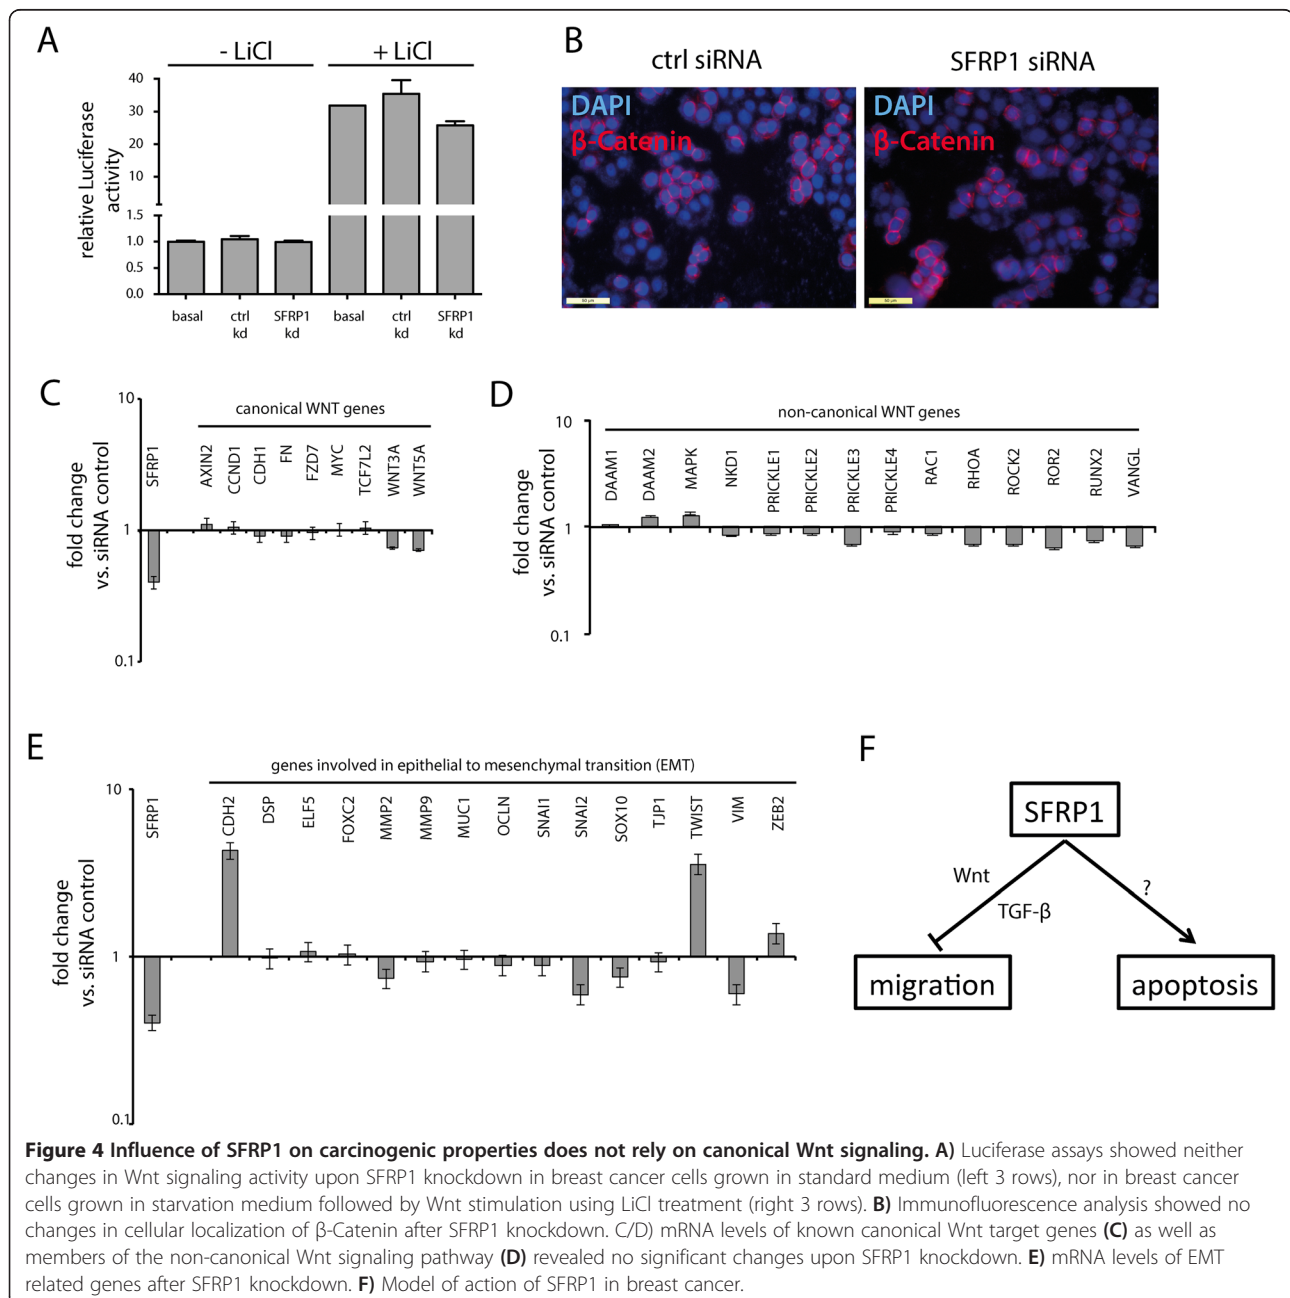 A
- LiCl
+ LiCl
relative Luciferase
activity
40
30
20
10
1.5
1.0
0.5
0.0
basal
ctrl
kd
SFRP1
kd
basal
ctrl
kd
SFRP1
kd
B
ctrl siRNA
SFRP1 siRNA
DAPI
β-Catenin
50 µm
DAPI
β-Catenin
50 µm
C
fold change
vs. siRNA control
10
1
0.1
canonical WNT genes
SFRP1
AXIN2
CCND1
CDH1
FN
FZD7
MYC
TCF7L2
WNT3A
WNT5A
D
fold change
vs. siRNA control
10
1
0.1
non-canonical WNT genes
DAAM1
DAAM2
MAPK
NKD1
PRICKLE1
PRICKLE2
PRICKLE3
PRICKLE4
RAC1
RHOA
ROCK2
ROR2
RUNX2
VANGL
E
fold change
vs. siRNA control
10
1
0.1
genes involved in epithelial to mesenchymal transition (EMT)
SFRP1
CDH2
DSP
ELF5
FOXC2
MMP2
MMP9
MUC1
OCLN
SNAI1
SNAI2
SOX10
TJP1
TWIST
VIM
ZEB2
F
SFRP1
Wnt
TGF-β
?
migration
apoptosis
Figure 4 Influence of SFRP1 on carcinogenic properties does not rely on canonical Wnt signaling. A) Luciferase assays showed neither
changes in Wnt signaling activity upon SFRP1 knockdown in breast cancer cells grown in standard medium (left 3 rows), nor in breast cancer
cells grown in starvation medium followed by Wnt stimulation using LiCl treatment (right 3 rows). B) Immunofluorescence analysis showed no
changes in cellular localization of β-Catenin after SFRP1 knockdown. C/D) mRNA levels of known canonical Wnt target genes (C) as well as
members of the non-canonical Wnt signaling pathway (D) revealed no significant changes upon SFRP1 knockdown. E) mRNA levels of EMT
related genes after SFRP1 knockdown. F) Model of action of SFRP1 in breast cancer.